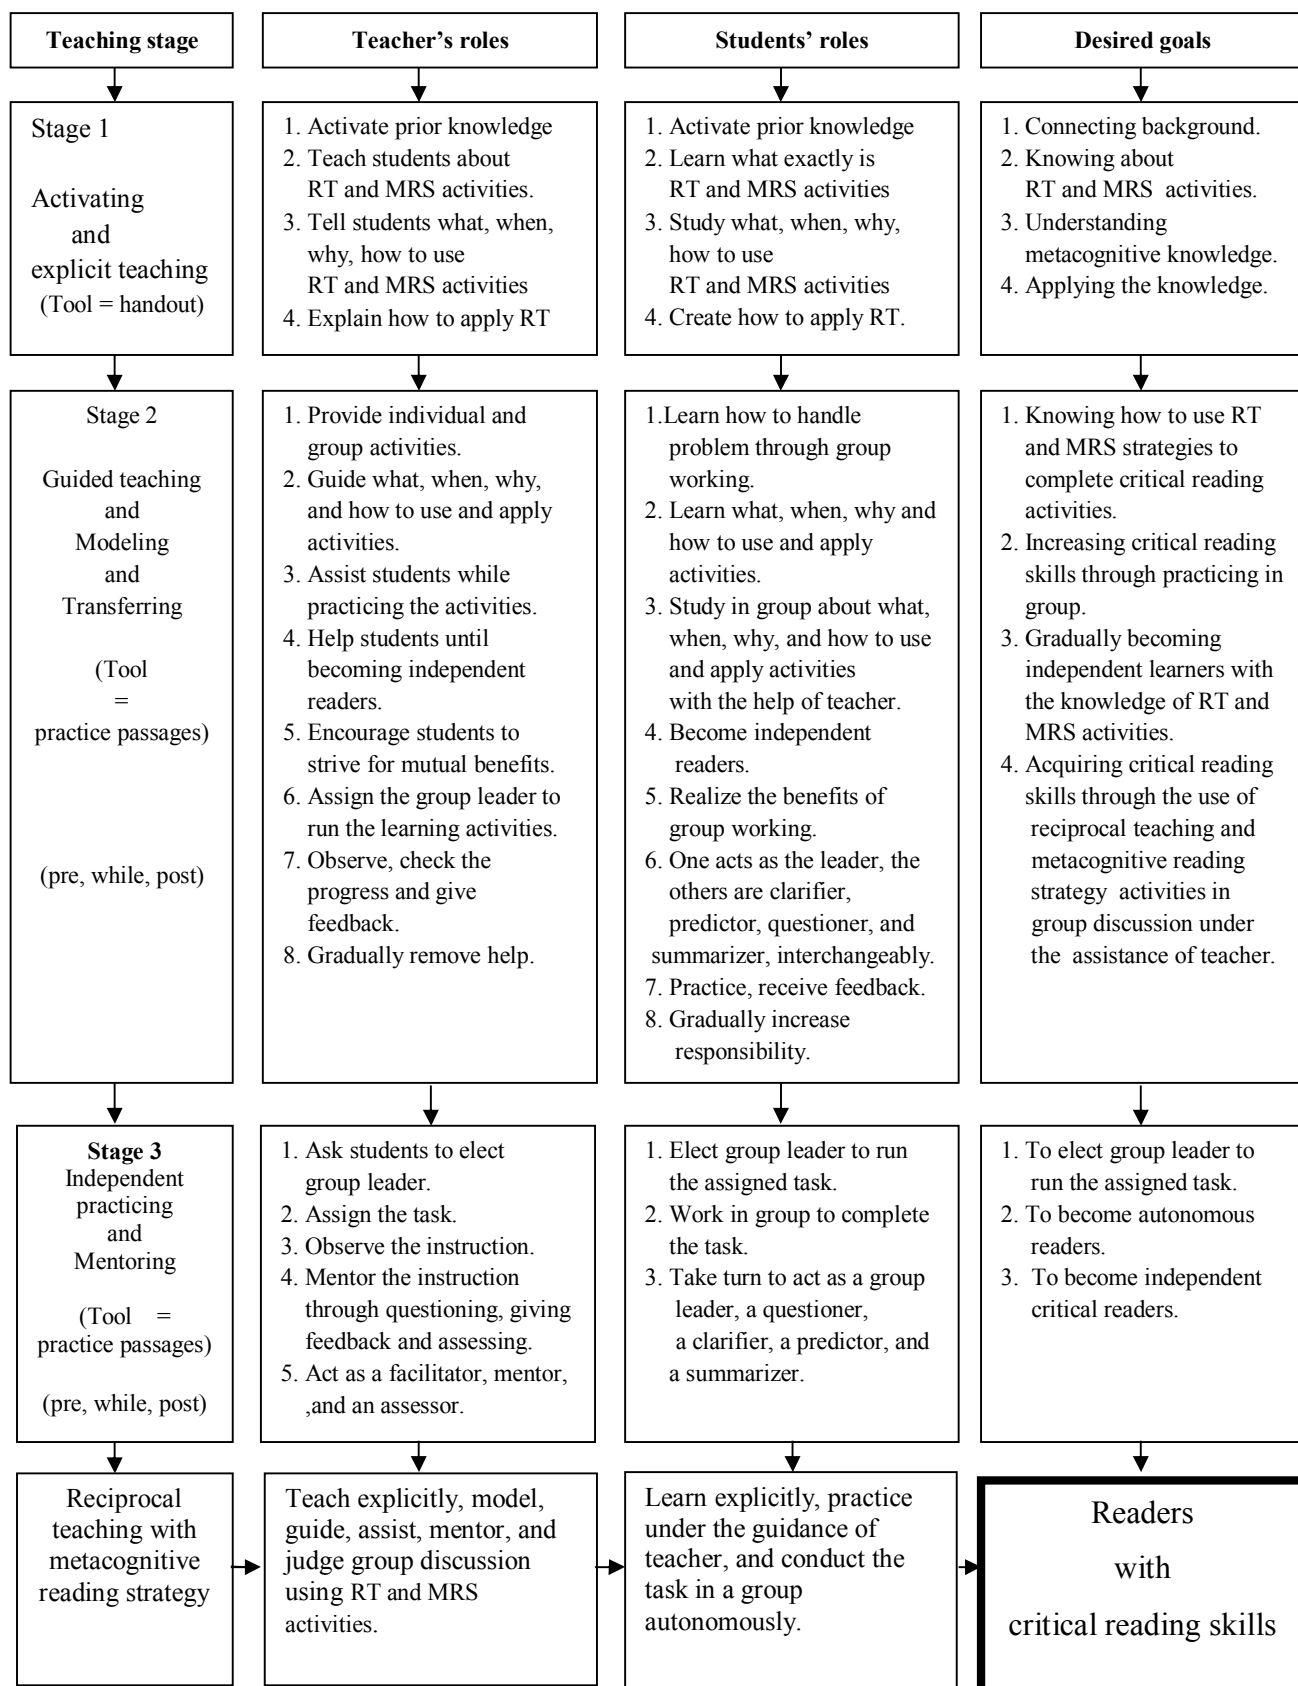 Teaching stage
Teacher's roles
Students' roles
Desired goals
Stage 1
Activating
and
explicit teaching
(Tool = handout)
1. Activate prior knowledge
2. Teach students about
RT and MRS activities.
3. Tell students what, when,
why, how to use
RT and MRS activities
4. Explain how to apply RT
1. Activate prior knowledge
2. Learn what exactly is
RT and MRS activities
3. Study what, when, why,
how to use
RT and MRS activities
4. Create how to apply RT.
1. Connecting background.
2. Knowing about
RT and MRS activities.
3. Understanding
metacognitive knowledge.
4. Applying the knowledge.
Stage 2
Guided teaching
and
Modeling
and
Transferring
(Tool
=
practice passages)
(pre, while, post)
1. Provide individual and
group activities.
2. Guide what, when, why,
and how to use and apply
activities.
3. Assist students while
practicing the activities.
4. Help students until
becoming independent
readers.
5. Encourage students to
strive for mutual benefits.
6. Assign the group leader to
run the learning activities.
7. Observe, check the
progress and give
feedback.
8. Gradually remove help.
1.Learn how to handle
problem through group
working.
2. Learn what, when, why and
how to use and apply
activities.
3. Study in group about what,
when, why, and how to use
and apply activities
with the help of teacher.
4. Become independent
readers.
5. Realize the benefits of
group working.
6. One acts as the leader, the
others are clarifier,
predictor, questioner, and
summarizer, interchangeably.
7. Practice, receive feedback.
8. Gradually increase
responsibility.
1. Knowing how to use RT
and MRS strategies to
complete critical reading
activities.
2. Increasing critical reading
skills through practicing in
group.
3. Gradually becoming
independent learners with
the knowledge of RT and
MRS activities.
4. Acquiring critical reading
skills through the use of
reciprocal teaching and
metacognitive reading
strategy activities in
group discussion under
the assistance of teacher.
Stage 3
Independent
practicing
and
Mentoring
(Tool =
practice passages)
(pre, while, post)
1. Ask students to elect
group leader.
2. Assign the task.
3. Observe the instruction.
4. Mentor the instruction
through questioning, giving
feedback and assessing.
5. Act as a facilitator, mentor,
,and an assessor.
1. Elect group leader to run
the assigned task.
2. Work in group to complete
the task.
3. Take turn to act as a group
leader, a questioner,
a clarifier, a predictor, and
a summarizer.
1. To elect group leader to
run the assigned task.
2. To become autonomous
readers.
3. To become independent
critical readers.
Reciprocal
teaching with
metacognitive
reading strategy
Teach explicitly, model,
guide, assist, mentor, and
judge group discussion
using RT and MRS
activities.
Learn explicitly, practice
under the guidance of
teacher, and conduct the
task in a group
autonomously.
Readers
with
critical reading skills